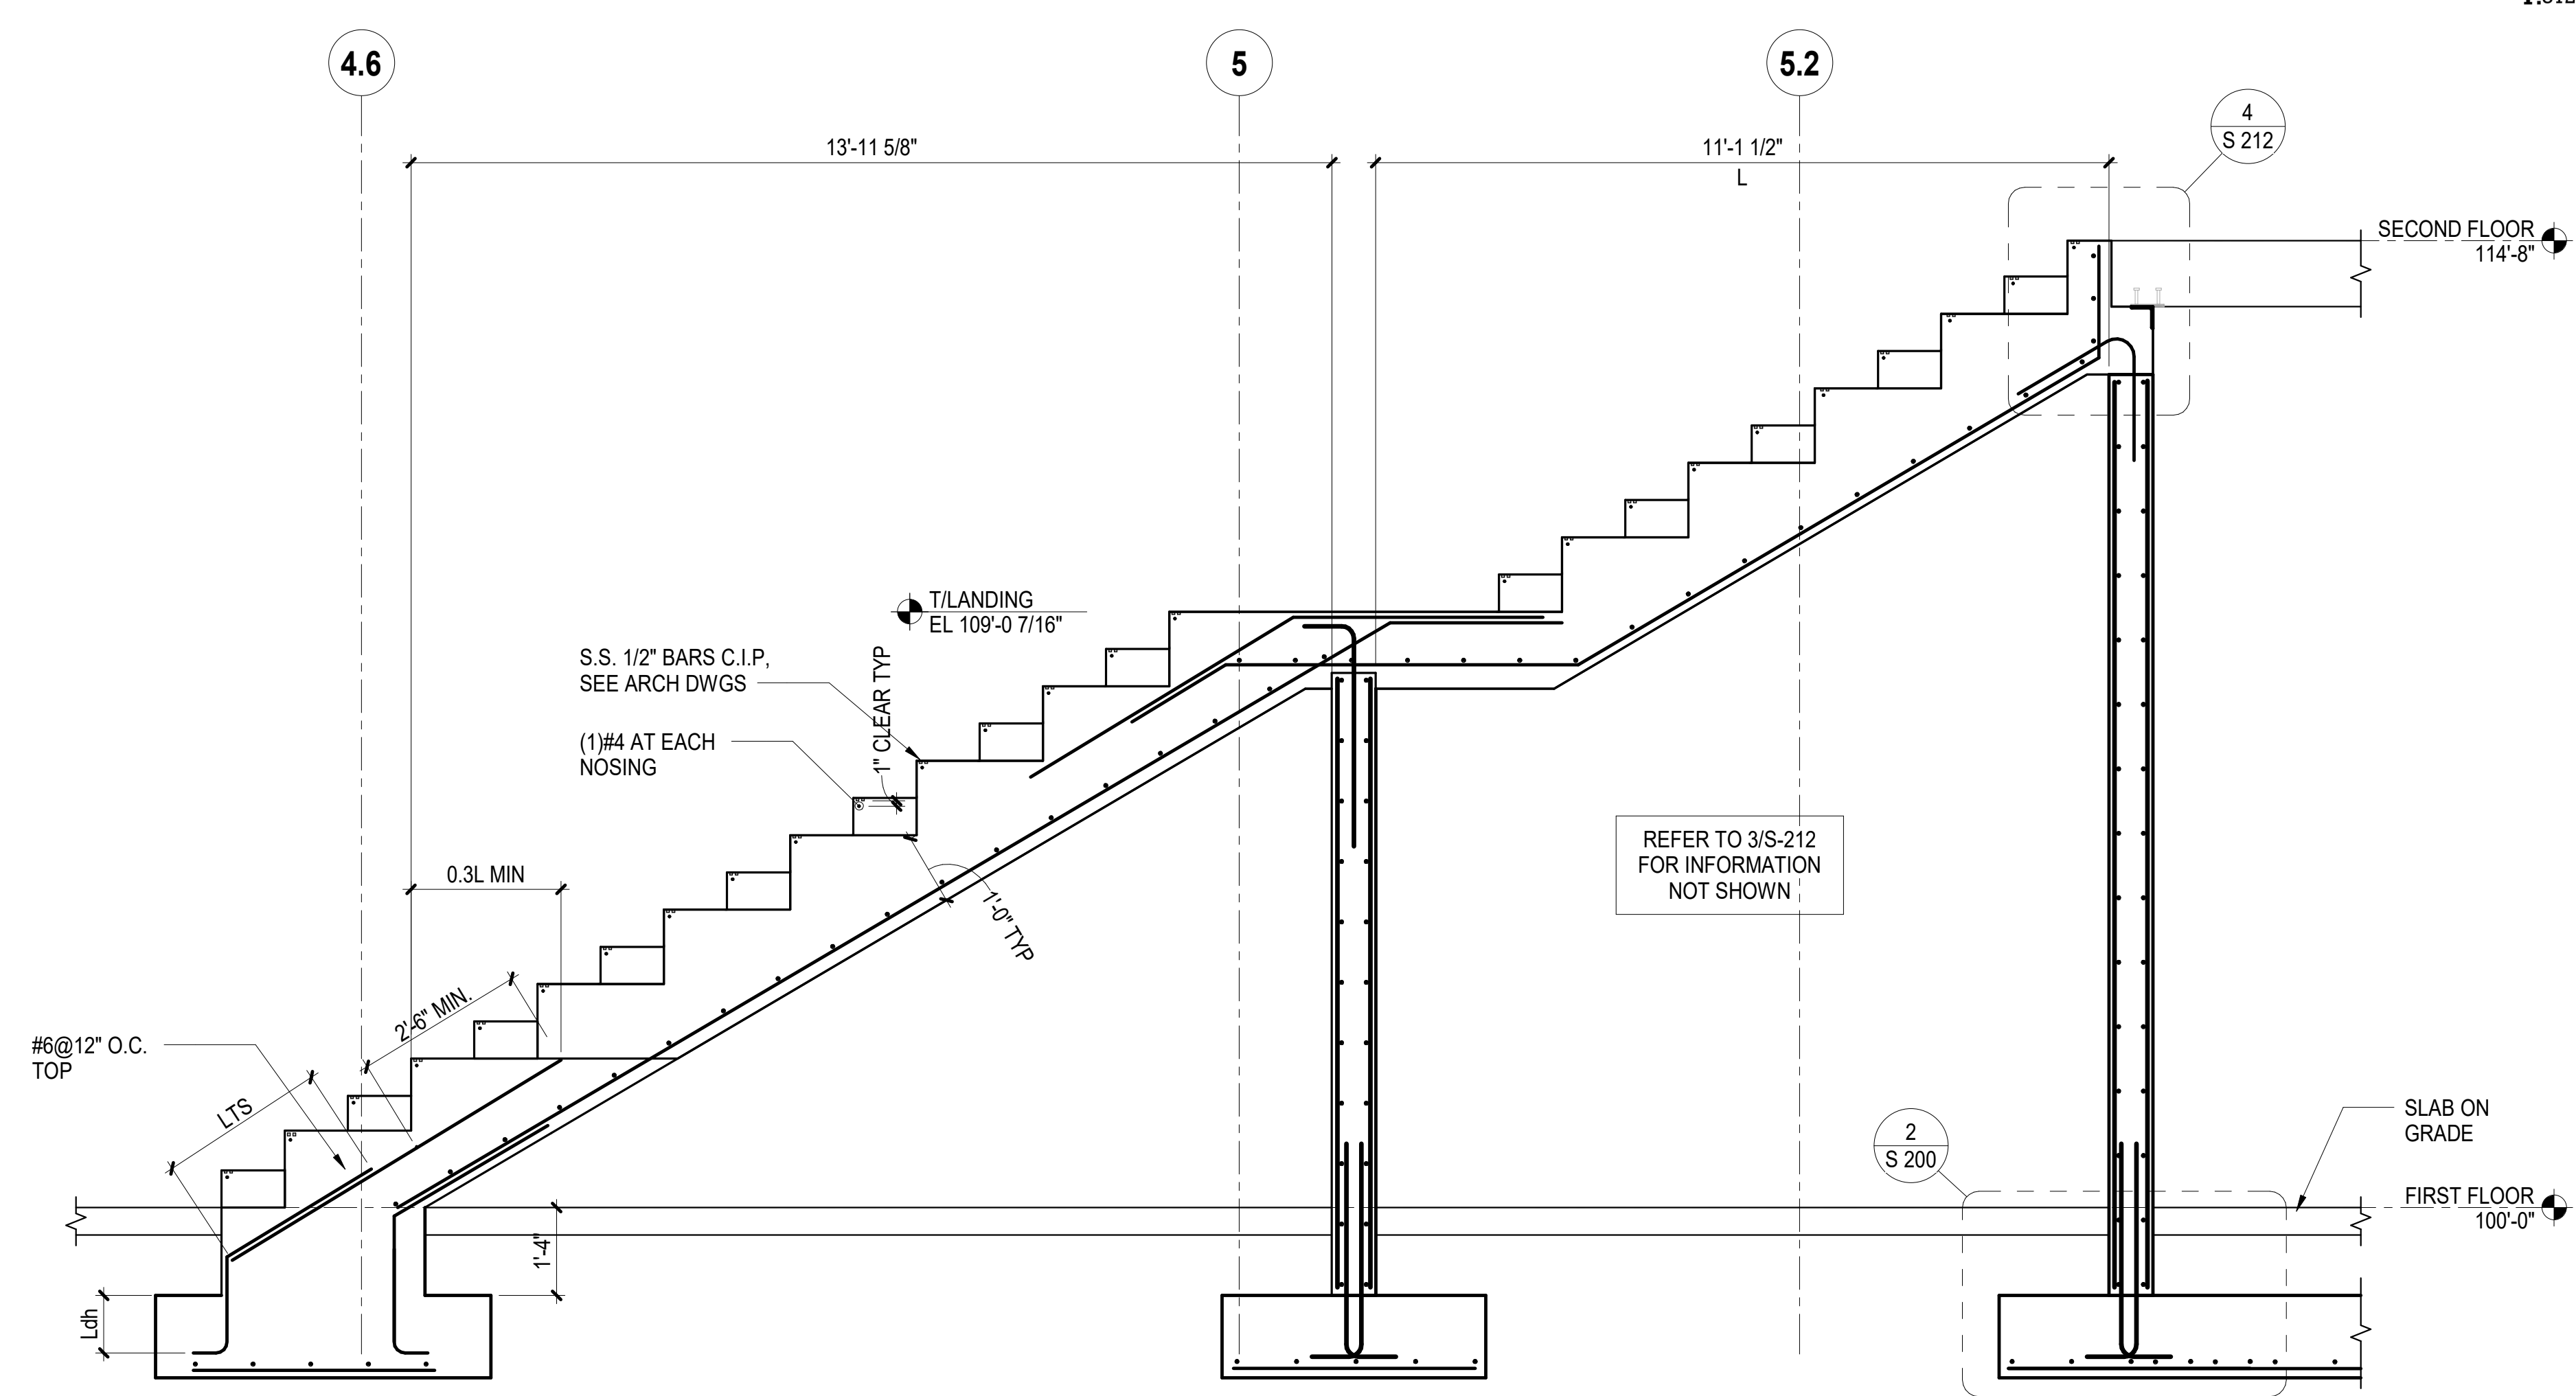 4.6
5
5.2
4
S 212
13'-11 5/8"
11'-1 1/2"
L
SECOND FLOOR
114'-8"
T/LANDING
EL 109'-0 7/16"
S.S. 1/2" BARS C.I.P,
SEE ARCH DWGS
1" CLEAR TYP
(1)#4 AT EACH
NOSING
REFER TO 3/S-212
FOR INFORMATION
NOT SHOWN
0.3L MIN
1'-0" TYP
2'-6" MIN.
#6@12" O.C.
TOP
LTS
2
S 200
SLAB ON
GRADE
FIRST FLOOR
100'-0"
1'-4"
Ldh